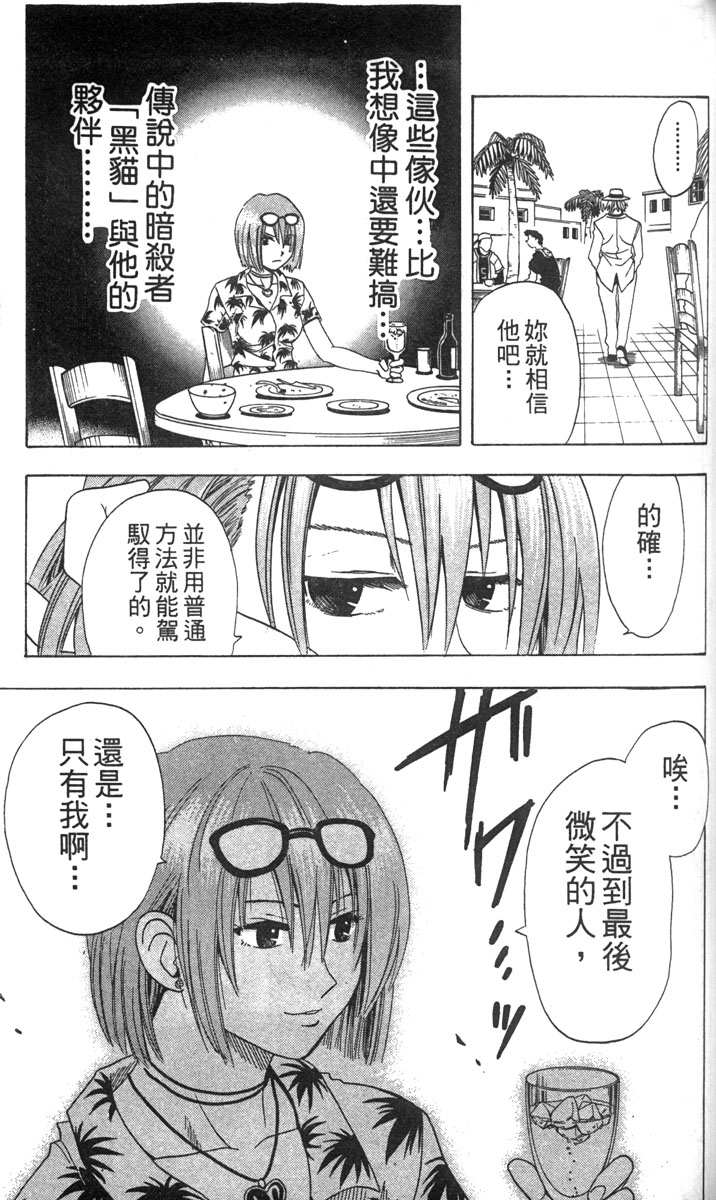 ………
妳就相信
他吧…
…這些傢伙…比
我想像中還要難搞…
傳說中的暗殺者
「黑貓」與他的
夥伴………
的確…
並非用普通
方法就能駕
馭得了的。
唉…
不過到最後
微笑的人，
還是…
只有我啊…